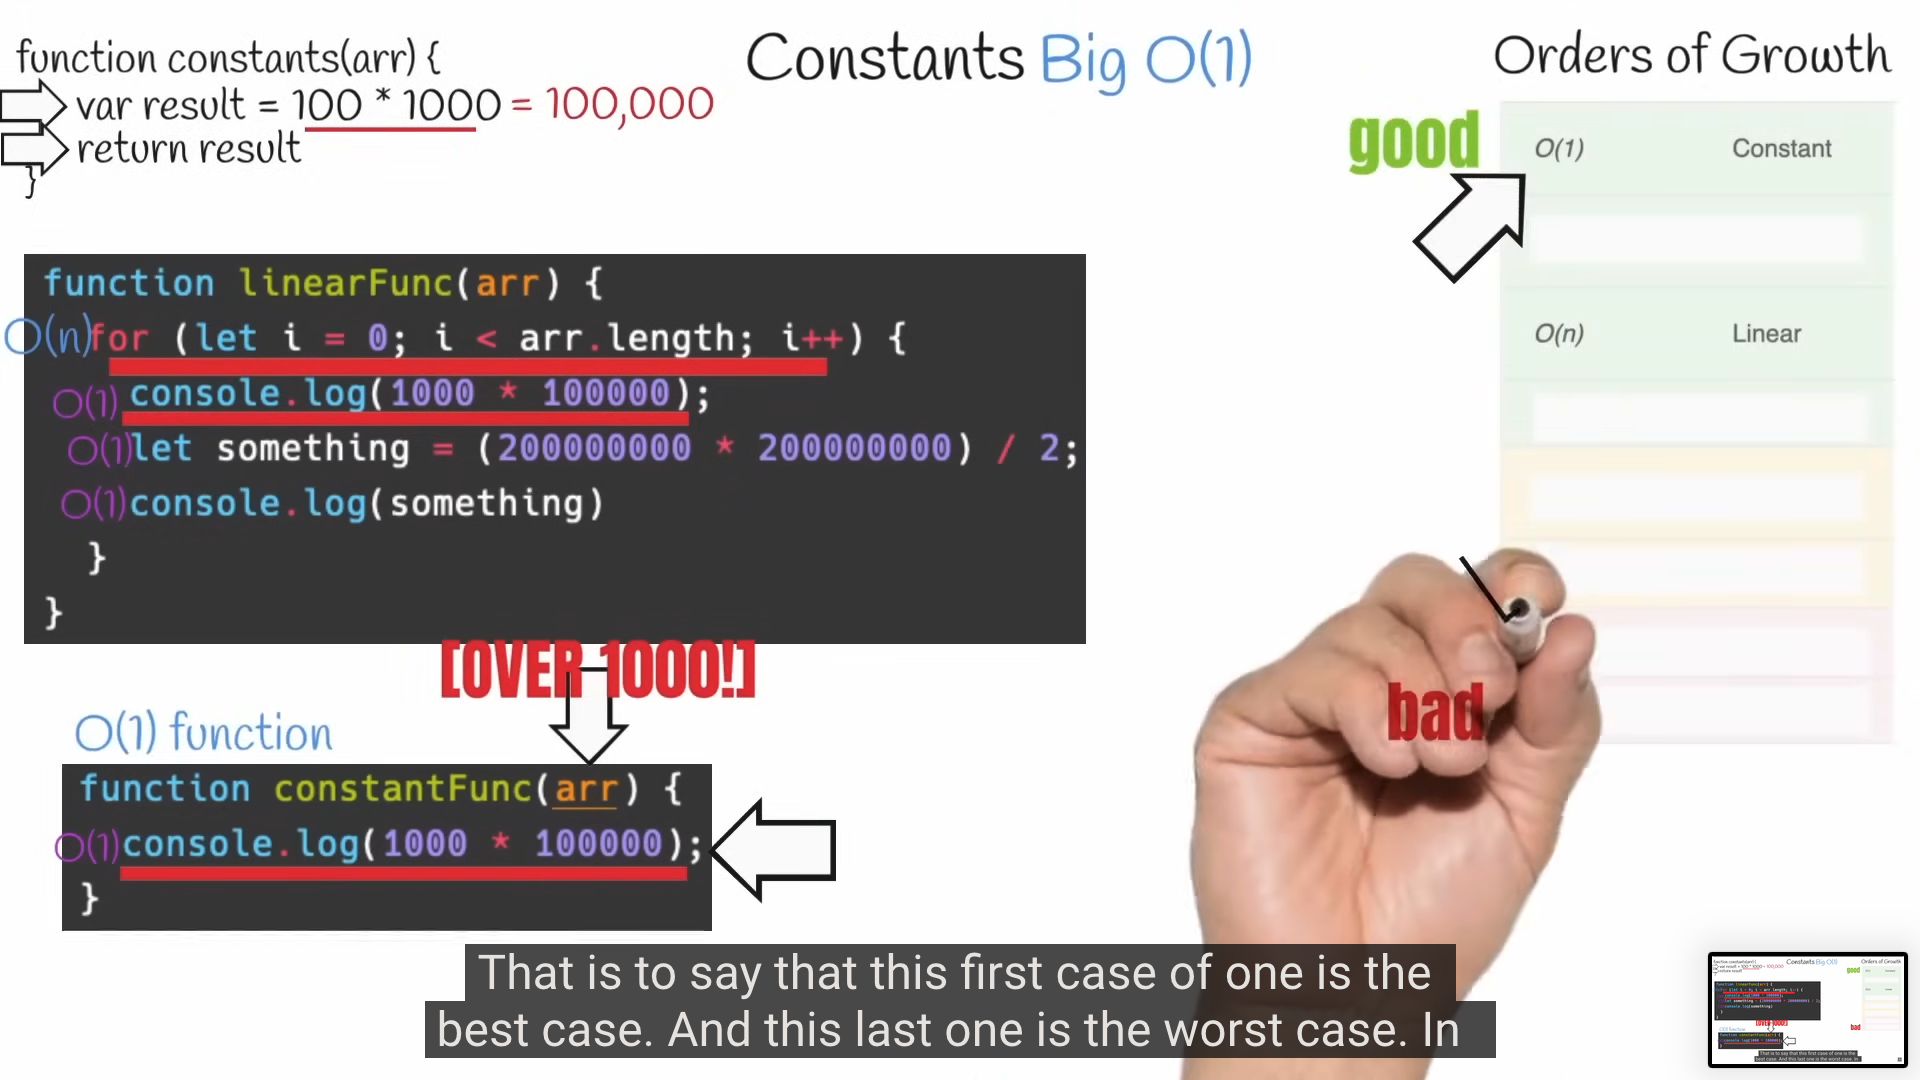 function constants(arr) {
var result = 100 * 1000 = 100,000
return result
}
Constants Big O(1)
Orders of Growth
good
O(1) Constant
O(n) Linear
bad
function linearFunc(arr) {
O(n) for (let i = 0; i < arr.length; i++) {
O(1) console.log(1000 * 100000);
O(1) let something = (200000000 * 200000000) / 2;
O(1) console.log(something)
}
}
[OVER 1000!]
O(1) function
function constantFunc(arr) {
O(1) console.log(1000 * 100000);
}
That is to say that this first case of one is the
best case. And this last one is the worst case. In